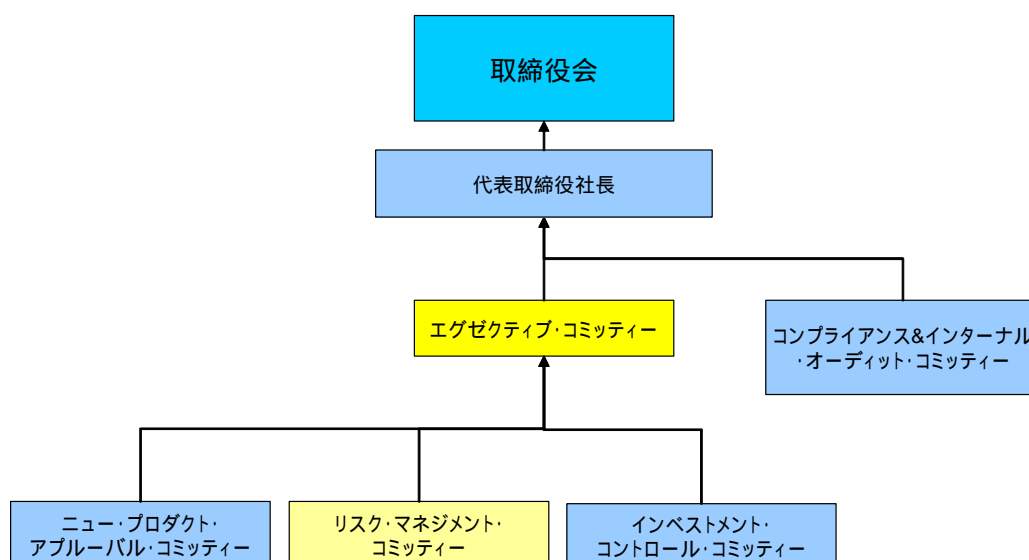 取締役会
代表取締役社長
エグゼクティブ・コミッティー
コンプライアンス&インターナル
・オーディット・コミッティー
ニュー・プロダクト・
アプルーバル・コミッティー
リスク・マネジメント・
コミッティー
インベストメント・
コントロール・コミッティー